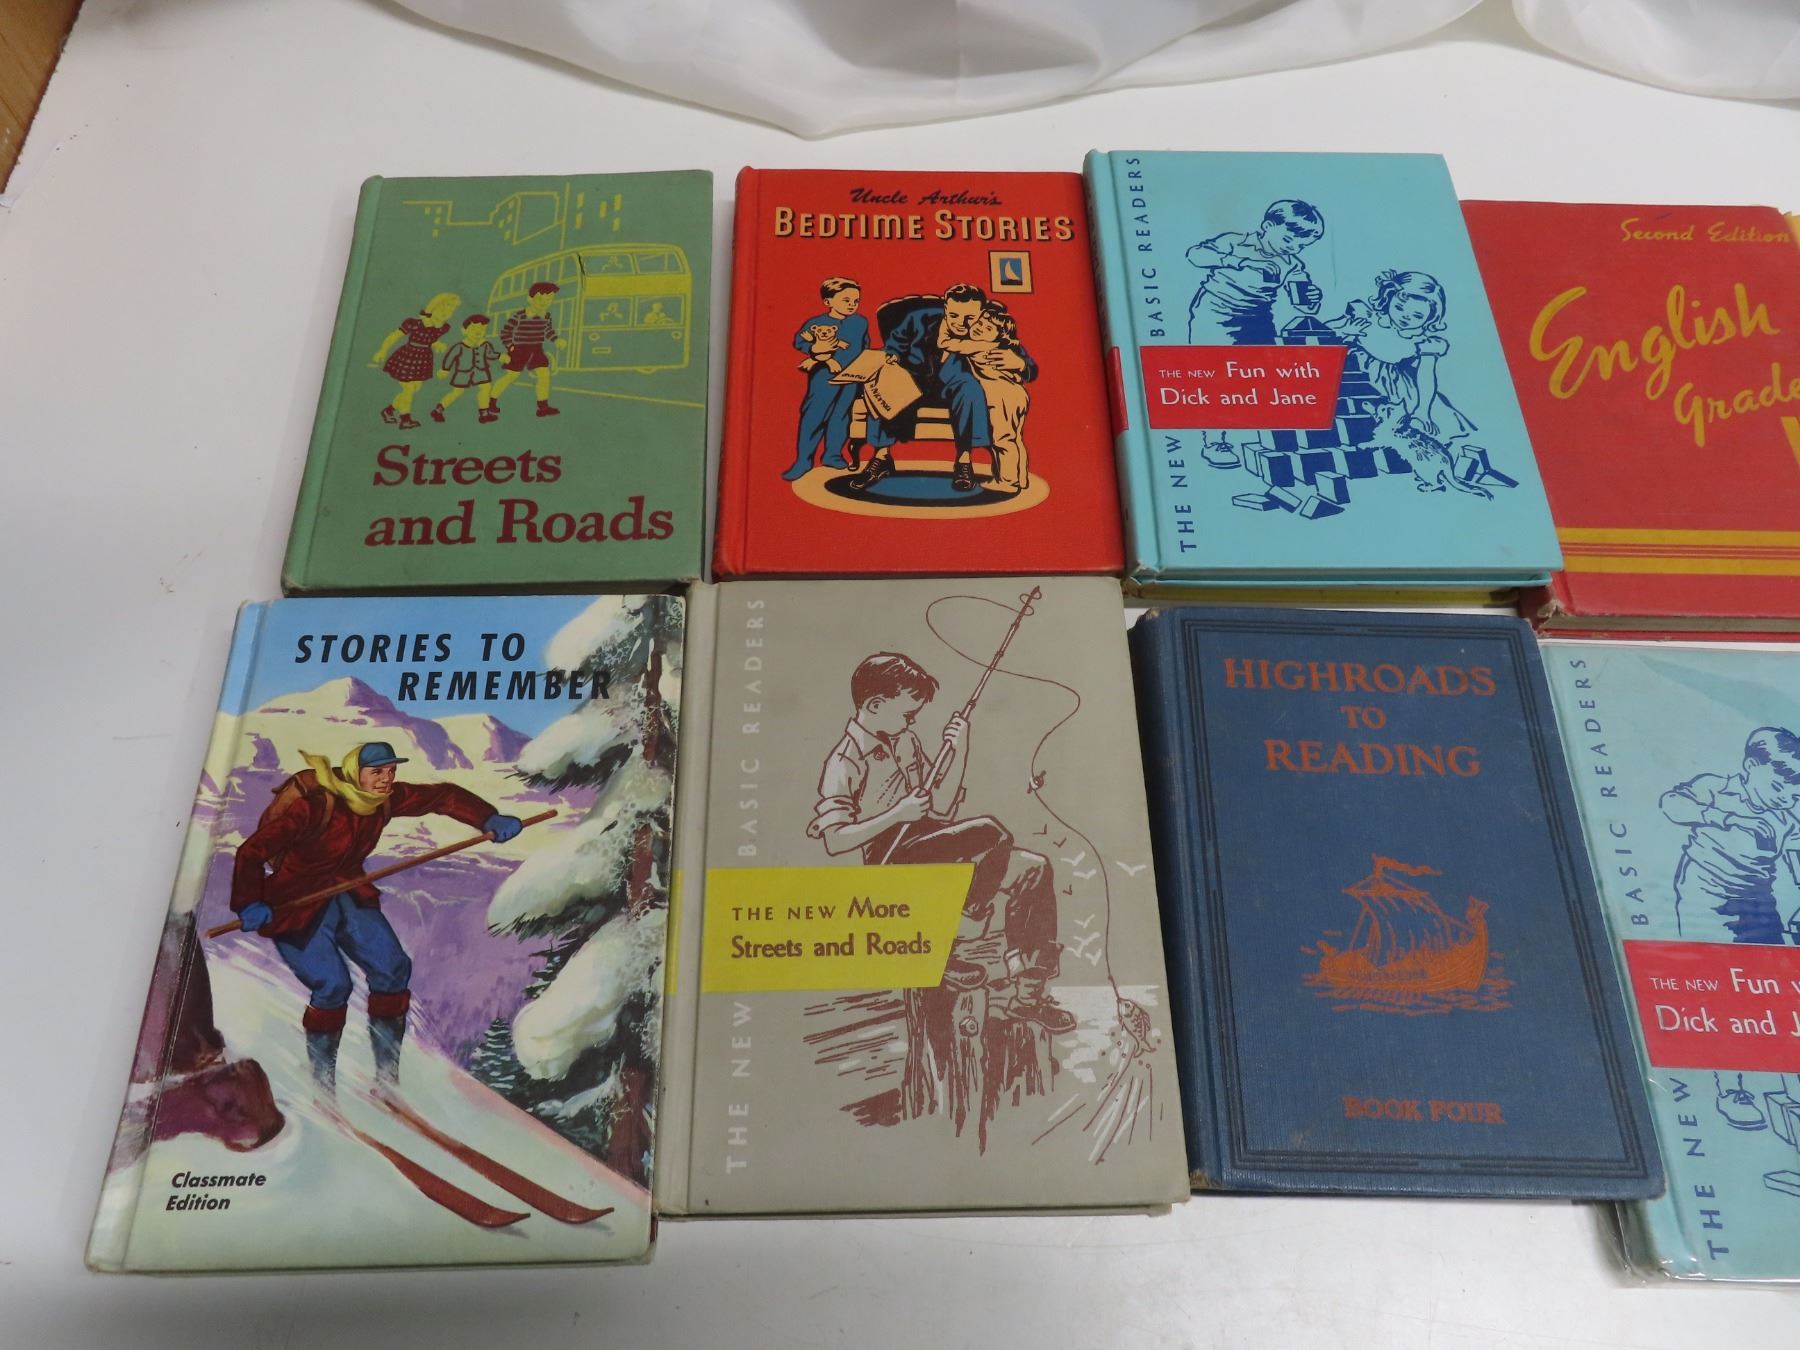 Streets
and Roads
Uncle Arthur's
BEDTIME STORIES
THE NEW BASIC READERS
THE NEW Fun with
Dick and Jane
Second Edition
English
Grade
STORIES TO
REMEMBER
Classmate
Edition
THE NEW BASIC READERS
THE NEW More
Streets and Roads
HIGHROADS
TO
READING
BOOK FOUR
THE NEW BASIC READERS
THE NEW Fun
Dick and J